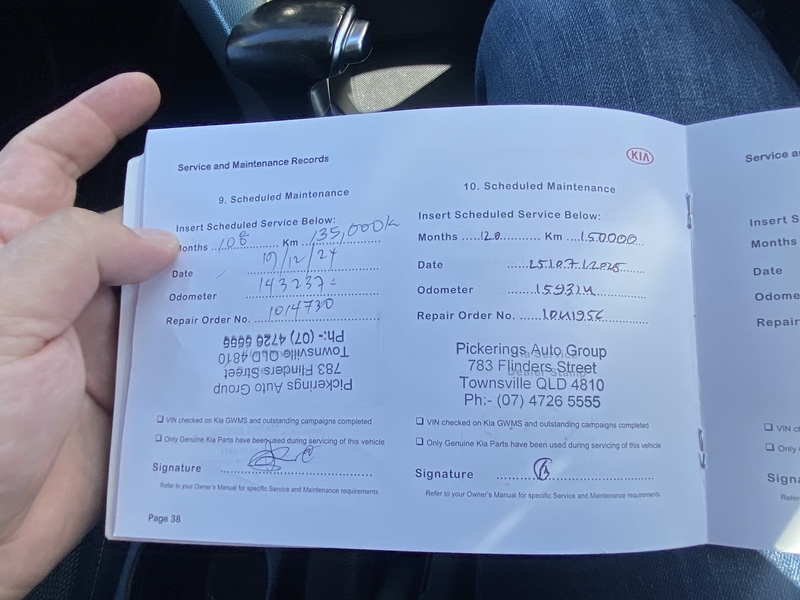 Service and Maintenance Records
KIA
9. Scheduled Maintenance
Insert Scheduled Service Below:
Months 108 Km 135,000k
Date 19/12/24
Odometer 143237
Repair Order No. 1014730
Pickerings Auto Group
783 Flinders Street
Townsville QLD 4810
Ph:- (07) 4726 5555
VIN checked on Kia GWMS and outstanding campaigns completed
Only Genuine Kia Parts have been used during servicing of this vehicle
Signature
Refer to your Owner's Manual for specific Service and Maintenance requirements
Page 38
10. Scheduled Maintenance
Insert Scheduled Service Below:
Months 120 Km 150000
Date 25/07/2025
Odometer
Repair Order No. 1041956
Pickerings Auto Group
783 Flinders Street
Townsville QLD 4810
Ph:- (07) 4726 5555
VIN checked on Kia GWMS and outstanding campaigns completed
Only Genuine Kia Parts have been used during servicing of this vehicle
Signature
Refer to your Owner's Manual for specific Service and Maintenance requirements
Service a
Insert S
Months
Date
Odome
Repair
VIN ch
Only
Signa
Refe